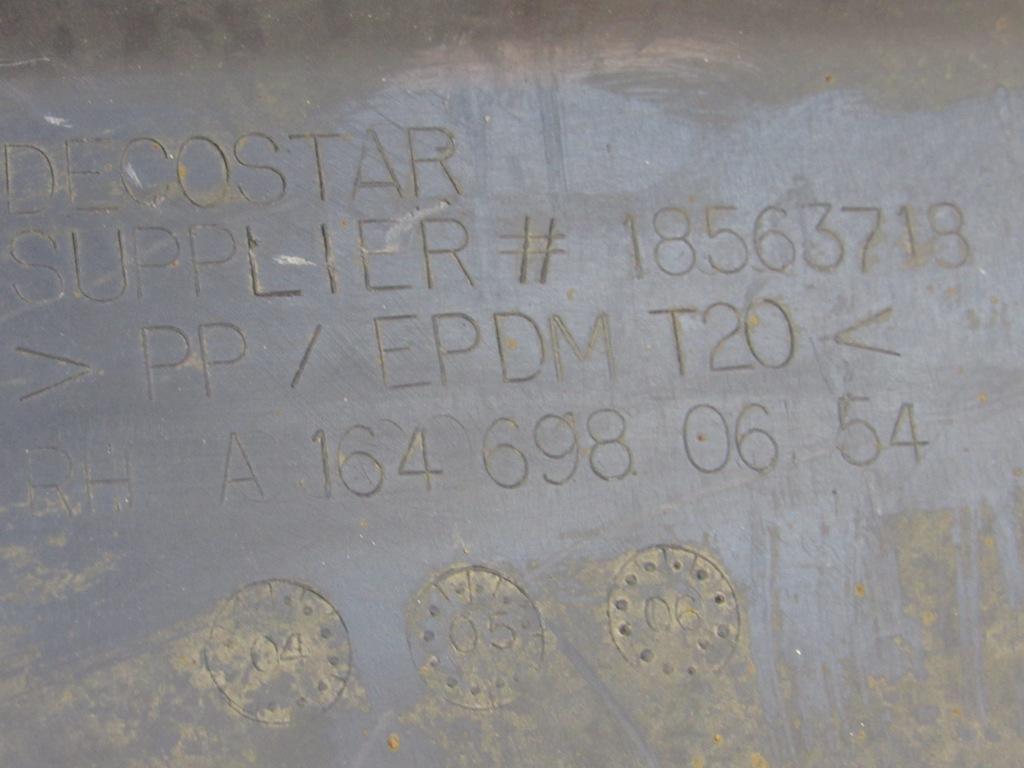 DECOSTAR
SUPPLIER # 18563718
> PP / EPDM T20 <
RH A 164 698 06 54
04 05 06